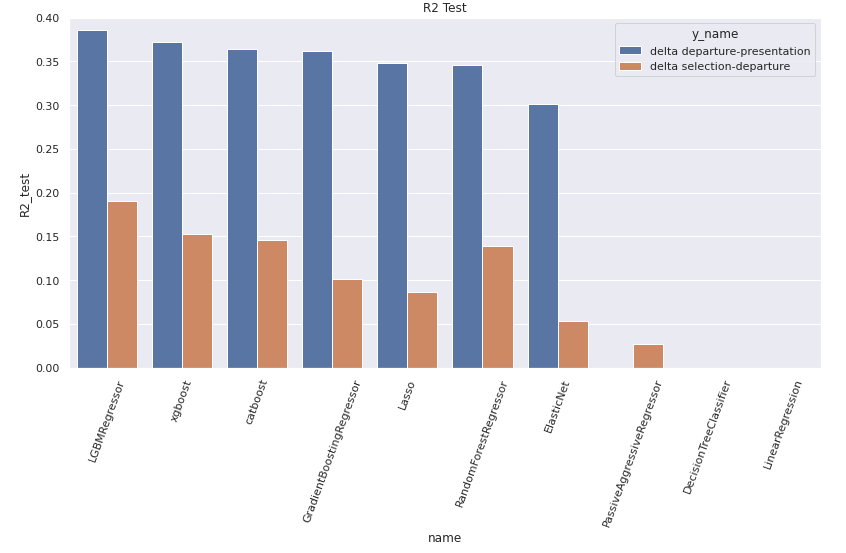 R2 Test
y_name
delta departure-presentation
delta selection-departure
R2_test
0.40
0.35
0.30
0.25
0.20
0.15
0.10
0.05
0.00
LGBMRegressor
xgboost
catboost
GradientBoostingRegressor
Lasso
RandomForestRegressor
ElasticNet
PassiveAggressiveRegressor
DecisionTreeClassifier
LinearRegression
name